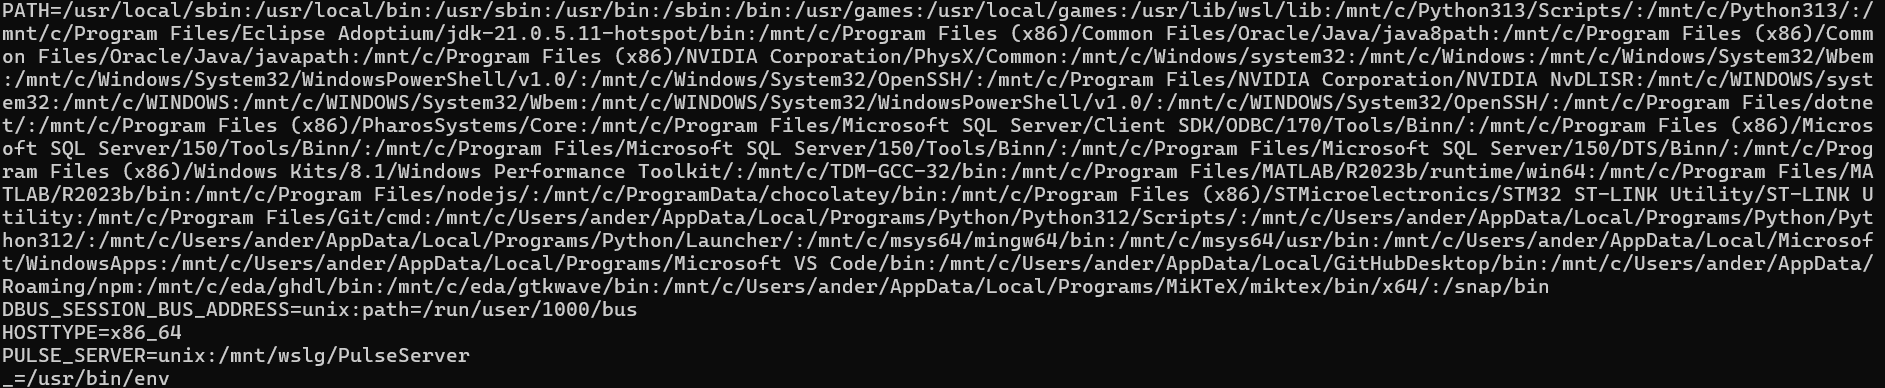 PATH=/usr/local/sbin:/usr/local/bin:/usr/sbin:/usr/bin:/sbin:/bin:/usr/games:/usr/local/games:/usr/lib/wsl/lib:/mnt/c/Python313/Scripts/:/mnt/c/Python313/:/
mnt/c/Program Files/Eclipse Adoptium/jdk-21.0.5.11-hotspot/bin:/mnt/c/Program Files (x86)/Common Files/Oracle/Java/java8path:/mnt/c/Program Files (x86)/Comm
on Files/Oracle/Java/javapath:/mnt/c/Program Files (x86)/NVIDIA Corporation/PhysX/Common:/mnt/c/Windows/system32:/mnt/c/Windows:/mnt/c/Windows/System32/Wbem
:/mnt/c/Windows/System32/WindowsPowerShell/v1.0/:/mnt/c/Windows/System32/OpenSSH/:/mnt/c/Program Files/NVIDIA Corporation/NVIDIA NvDLISR:/mnt/c/WINDOWS/syst
em32:/mnt/c/WINDOWS:/mnt/c/WINDOWS/System32/Wbem:/mnt/c/WINDOWS/System32/WindowsPowerShell/v1.0/:/mnt/c/WINDOWS/System32/OpenSSH/:/mnt/c/Program Files/dotne
t/:/mnt/c/Program Files (x86)/PharosSystems/Core:/mnt/c/Program Files/Microsoft SQL Server/Client SDK/ODBC/170/Tools/Binn/:/mnt/c/Program Files (x86)/Micros
oft SQL Server/150/Tools/Binn/:/mnt/c/Program Files/Microsoft SQL Server/150/Tools/Binn/:/mnt/c/Program Files/Microsoft SQL Server/150/DTS/Binn/:/mnt/c/Prog
ram Files (x86)/Windows Kits/8.1/Windows Performance Toolkit/:/mnt/c/TDM-GCC-32/bin:/mnt/c/Program Files/MATLAB/R2023b/runtime/win64:/mnt/c/Program Files/MA
TLAB/R2023b/bin:/mnt/c/Program Files/nodejs/:/mnt/c/ProgramData/chocolatey/bin:/mnt/c/Program Files (x86)/STMicroelectronics/STM32 ST-LINK Utility/ST-LINK U
tility:/mnt/c/Program Files/Git/cmd:/mnt/c/Users/ander/AppData/Local/Programs/Python/Python312/Scripts/:/mnt/c/Users/ander/AppData/Local/Programs/Python/Pyt
hon312/:/mnt/c/Users/ander/AppData/Local/Programs/Python/Launcher/:/mnt/c/msys64/mingw64/bin:/mnt/c/msys64/usr/bin:/mnt/c/Users/ander/AppData/Local/Microsof
t/WindowsApps:/mnt/c/Users/ander/AppData/Local/Programs/Microsoft VS Code/bin:/mnt/c/Users/ander/AppData/Local/GitHubDesktop/bin:/mnt/c/Users/ander/AppData/
Roaming/npm:/mnt/c/eda/ghdl/bin:/mnt/c/eda/gtkwave/bin:/mnt/c/Users/ander/AppData/Local/Programs/MiKTeX/miktex/bin/x64/:/snap/bin
DBUS_SESSION_BUS_ADDRESS=unix:path=/run/user/1000/bus
HOSTTYPE=x86_64
PULSE_SERVER=unix:/mnt/wslg/PulseServer
_=/usr/bin/env